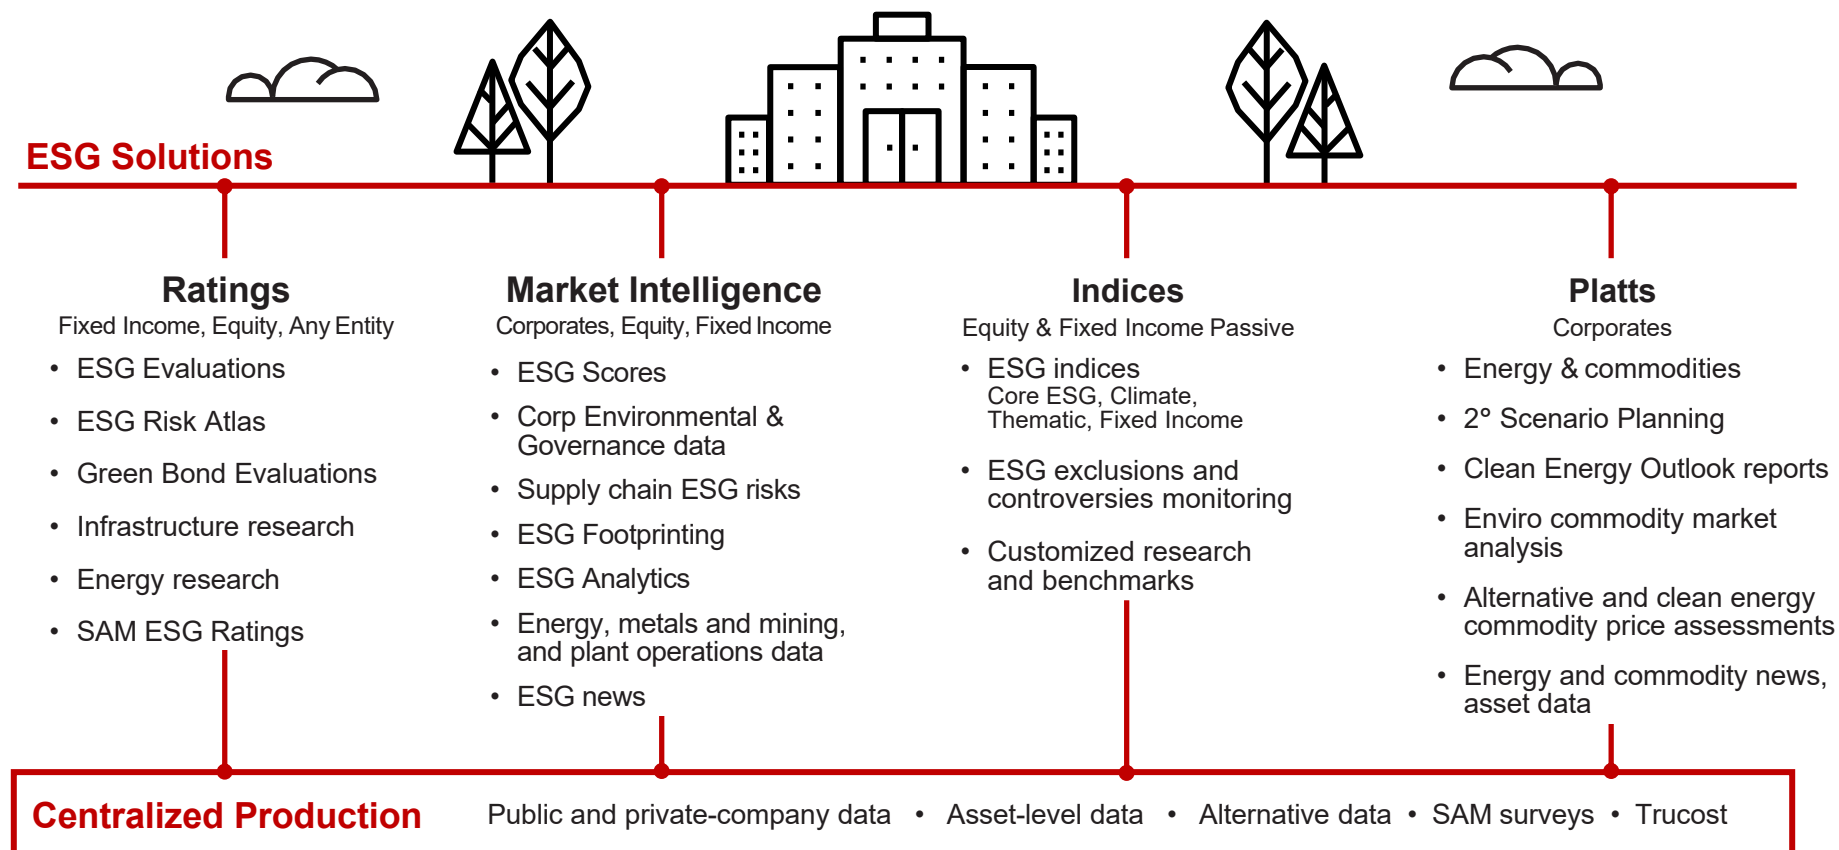 ESG Solutions
Ratings
Fixed Income, Equity, Any Entity
• ESG Evaluations
• ESG Risk Atlas
• Green Bond Evaluations
• Infrastructure research
• Energy research
• SAM ESG Ratings
Market Intelligence
Corporates, Equity, Fixed Income
• ESG Scores
• Corp Environmental &
Governance data
• Supply chain ESG risks
• ESG Footprinting
• ESG Analytics
• Energy, metals and mining,
and plant operations data
• ESG news
Indices
Equity & Fixed Income Passive
• ESG indices
Core ESG, Climate,
Thematic, Fixed Income
• ESG exclusions and
controversies monitoring
• Customized research
and benchmarks
Platts
Corporates
• Energy & commodities
• 2° Scenario Planning
• Clean Energy Outlook reports
• Enviro commodity market
analysis
• Alternative and clean energy
commodity price assessments
• Energy and commodity news,
asset data
Centralized Production
Public and private-company data • Asset-level data • Alternative data • SAM surveys • Trucost